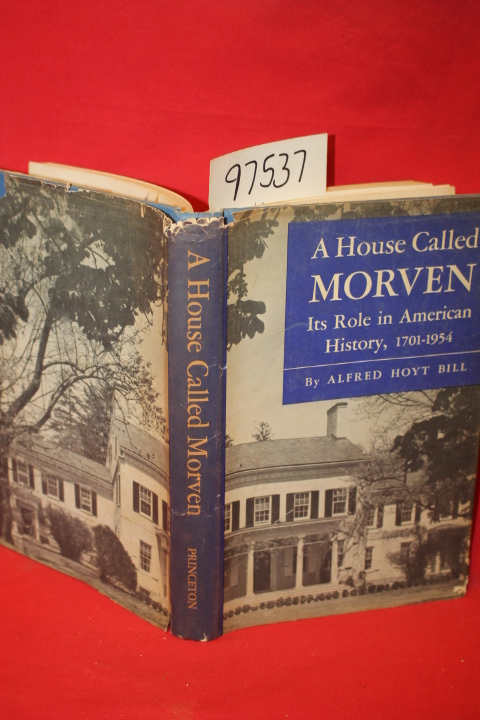 97537
A House Called
MORVEN
Its Role in American
History, 1701-1954
By ALFRED HOYT BILL
A House Called Morven
PRINCETON